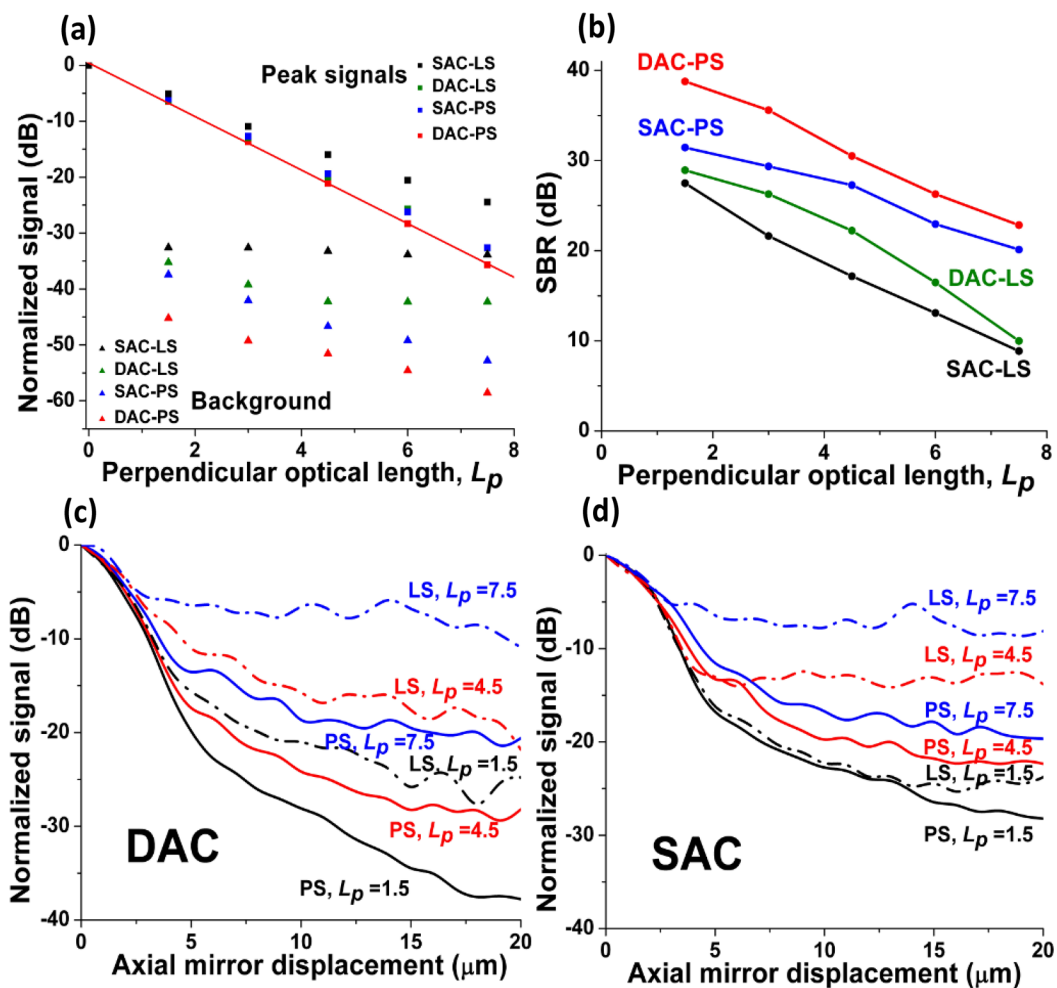 (a)
Normalized signal (dB)
0
-10
-20
-30
-40
-50
-60
Peak signals
SAC-LS
DAC-LS
SAC-PS
DAC-PS
SAC-LS
DAC-LS
SAC-PS
DAC-PS
Background
0 2 4 6 8
Perpendicular optical length, Lp
(b)
SBR (dB)
40
30
20
10
0
DAC-PS
SAC-PS
DAC-LS
SAC-LS
0 2 4 6 8
Perpendicular optical length, Lp
(c)
Normalized signal (dB)
0
-10
-20
-30
-40
LS, Lp =7.5
LS, Lp =4.5
PS, Lp =7.5
LS, Lp =1.5
PS, Lp =4.5
PS, Lp =1.5
DAC
0 5 10 15 20
Axial mirror displacement (μm)
(d)
Normalized signal (dB)
0
-10
-20
-30
-40
LS, Lp =7.5
LS, Lp =4.5
PS, Lp =7.5
PS, Lp =4.5
LS, Lp =1.5
PS, Lp =1.5
SAC
0 5 10 15 20
Axial mirror displacement (μm)